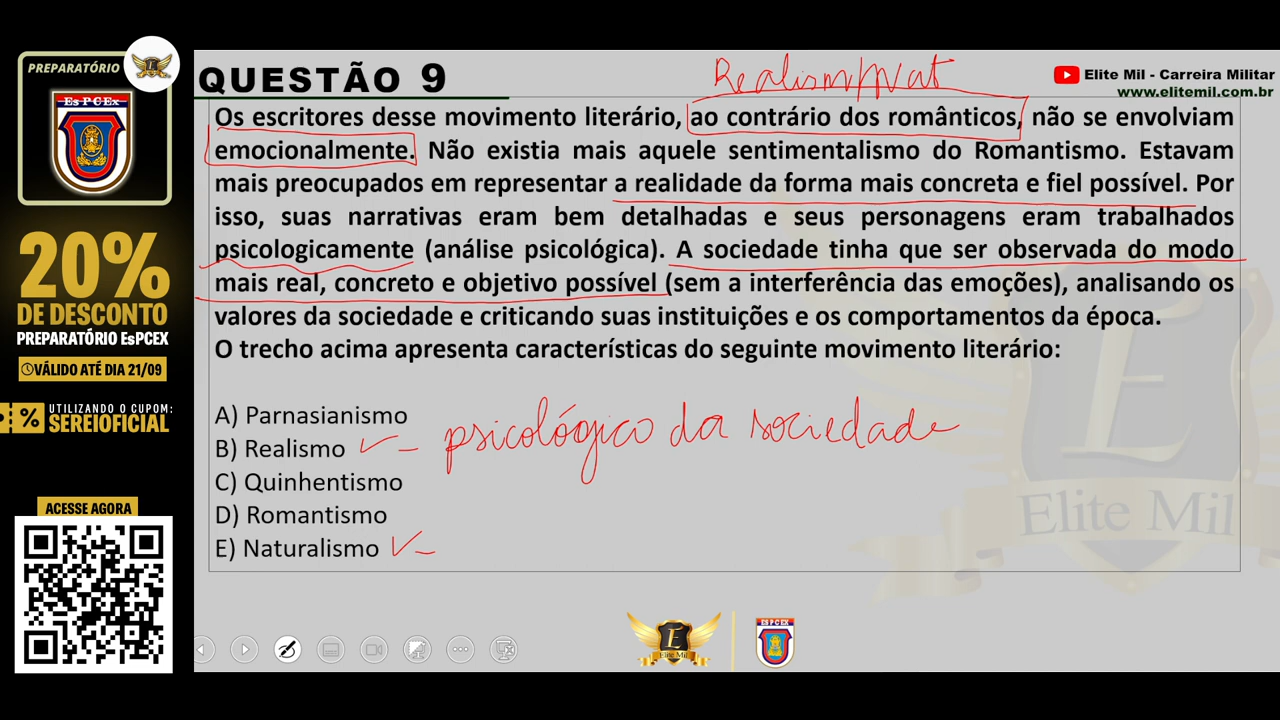 PREPARATÓRIO
EsPCEx
20%
DE DESCONTO
PREPARATÓRIO EsPCEX
VÁLIDO ATÉ DIA 21/09
% UTILIZANDO O CUPOM:
SEREIOFICIAL
ACESSE AGORA
QUESTÃO 9
Realism/Nat
Elite Mil - Carreira Militar
www.elitemil.com.br
Os escritores desse movimento literário, ao contrário dos românticos, não se envolviam
emocionalmente. Não existia mais aquele sentimentalismo do Romantismo. Estavam
mais preocupados em representar a realidade da forma mais concreta e fiel possível. Por
isso, suas narrativas eram bem detalhadas e seus personagens eram trabalhados
psicologicamente (análise psicológica). A sociedade tinha que ser observada do modo
mais real, concreto e objetivo possível (sem a interferência das emoções), analisando os
valores da sociedade e criticando suas instituições e os comportamentos da época.
O trecho acima apresenta características do seguinte movimento literário:
A) Parnasianismo
B) Realismo - psicológico da sociedade
C) Quinhentismo
D) Romantismo
E) Naturalismo -
E
Elite Mil
E
Elite Mil
EsPCEx